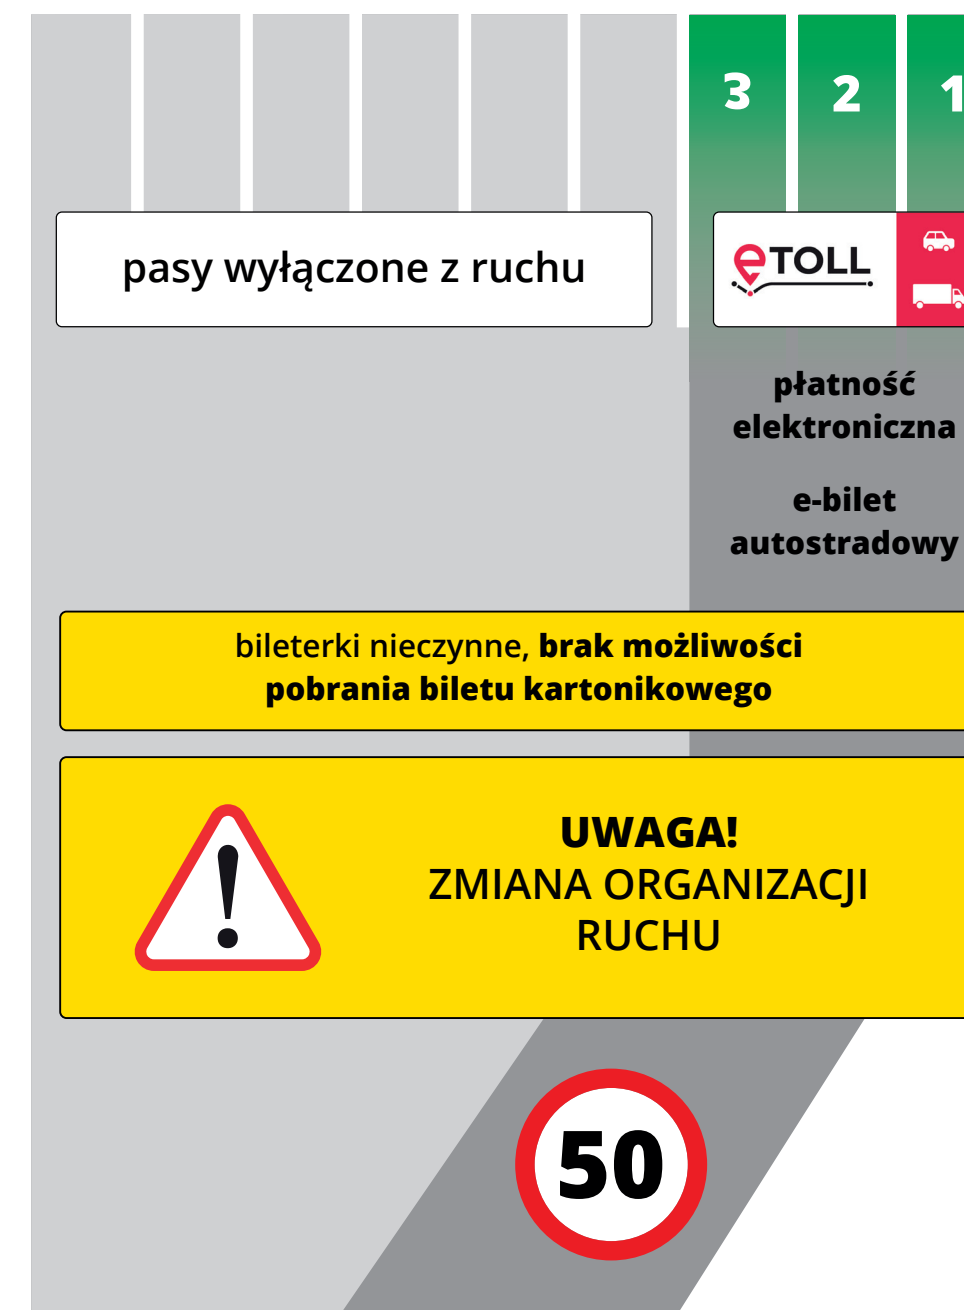 3 2 1
pasy wyłączone z ruchu
eTOLL
płatność
elektroniczna
e-bilet
autostradowy
bileterki nieczynne, brak możliwości
pobrania biletu kartonikowego
UWAGA!
ZMIANA ORGANIZACJI
RUCHU
50